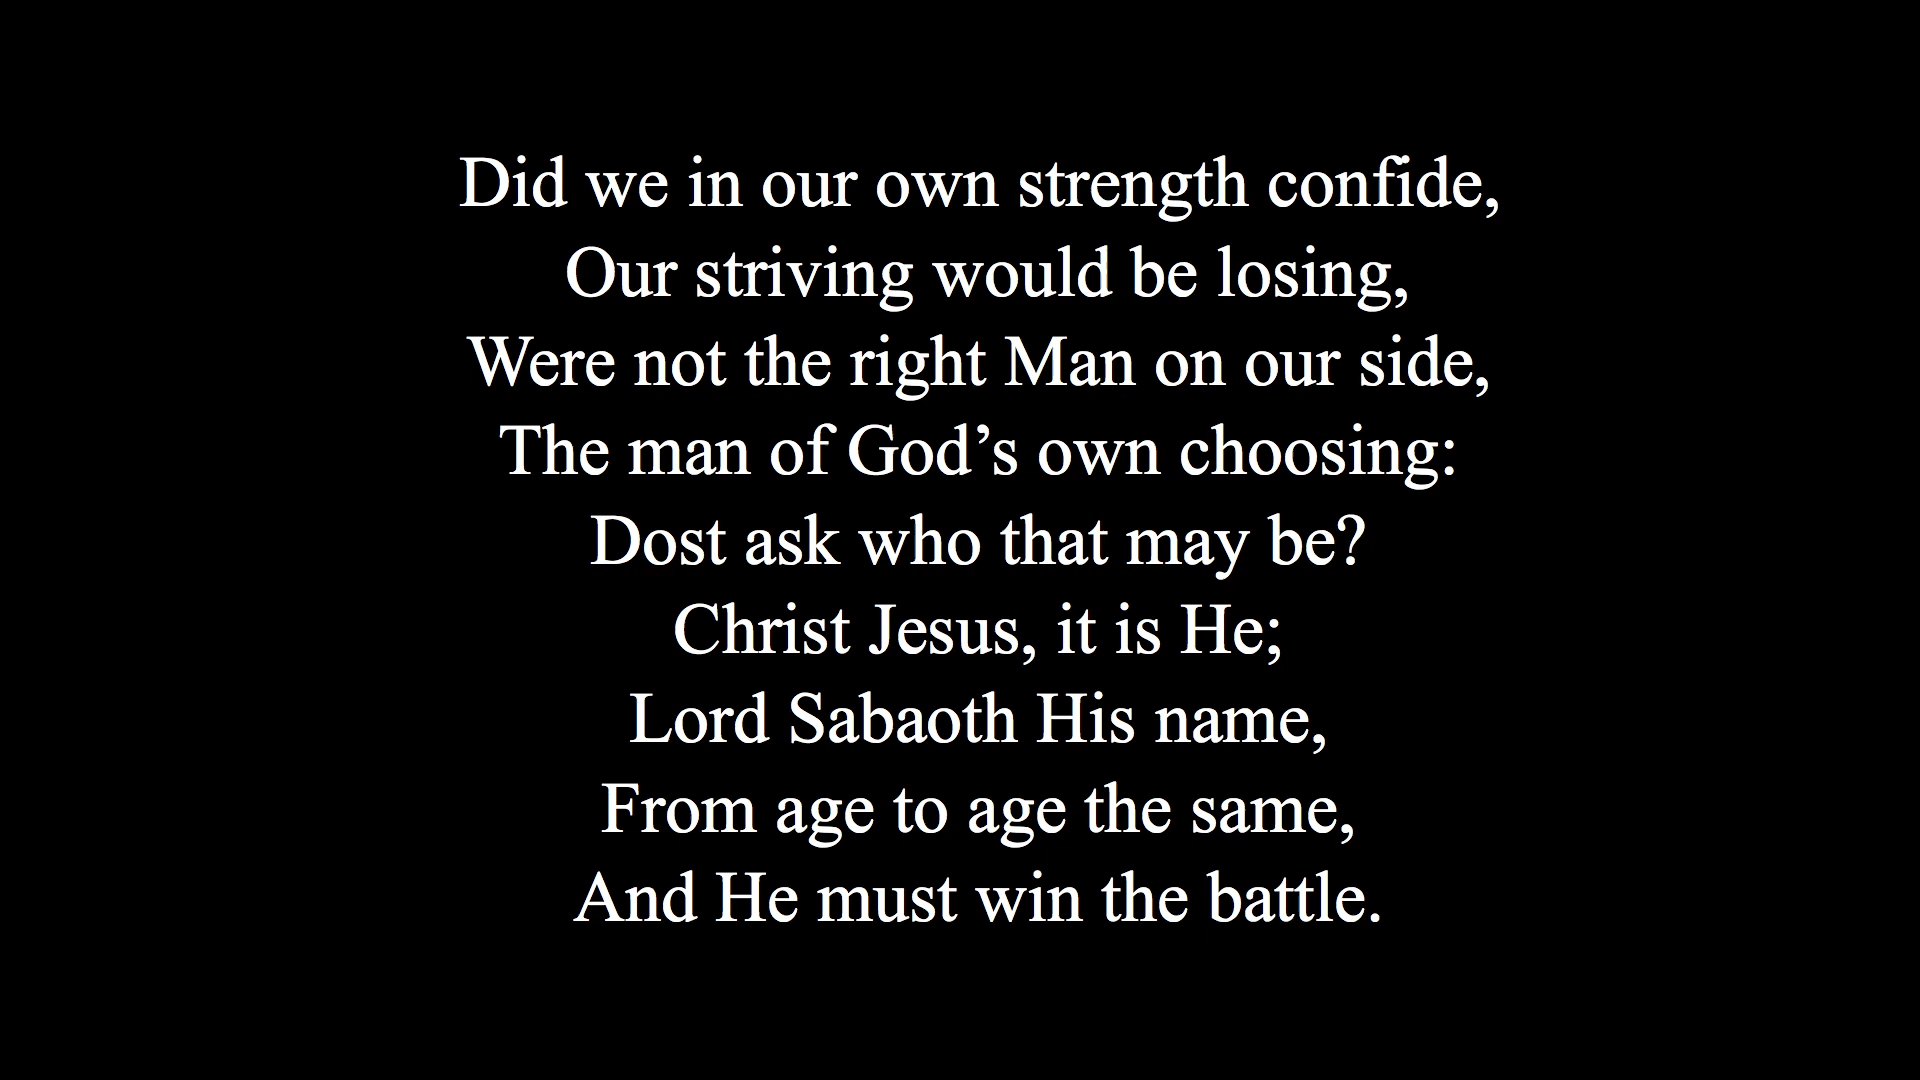 Did we in our own strength confide,
Our striving would be losing,
Were not the right Man on our side,
The man of God’s own choosing:
Dost ask who that may be?
Christ Jesus, it is He;
Lord Sabaoth His name,
From age to age the same,
And He must win the battle.